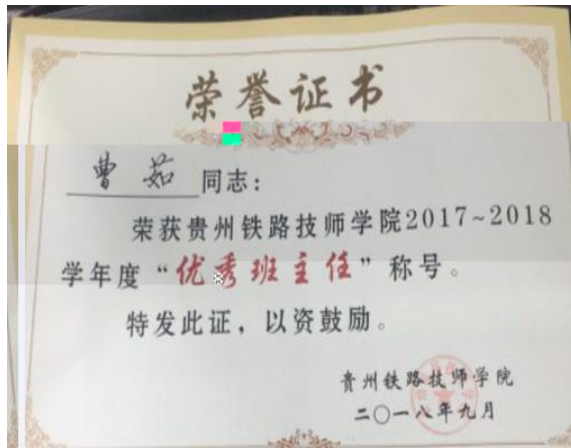 荣誉证书
曹茹同志：
荣获贵州铁路技师学院2017~2018
学年度“优秀班主任”称号。
特发此证，以资鼓励。
贵州铁路技师学院
二〇一八年九月